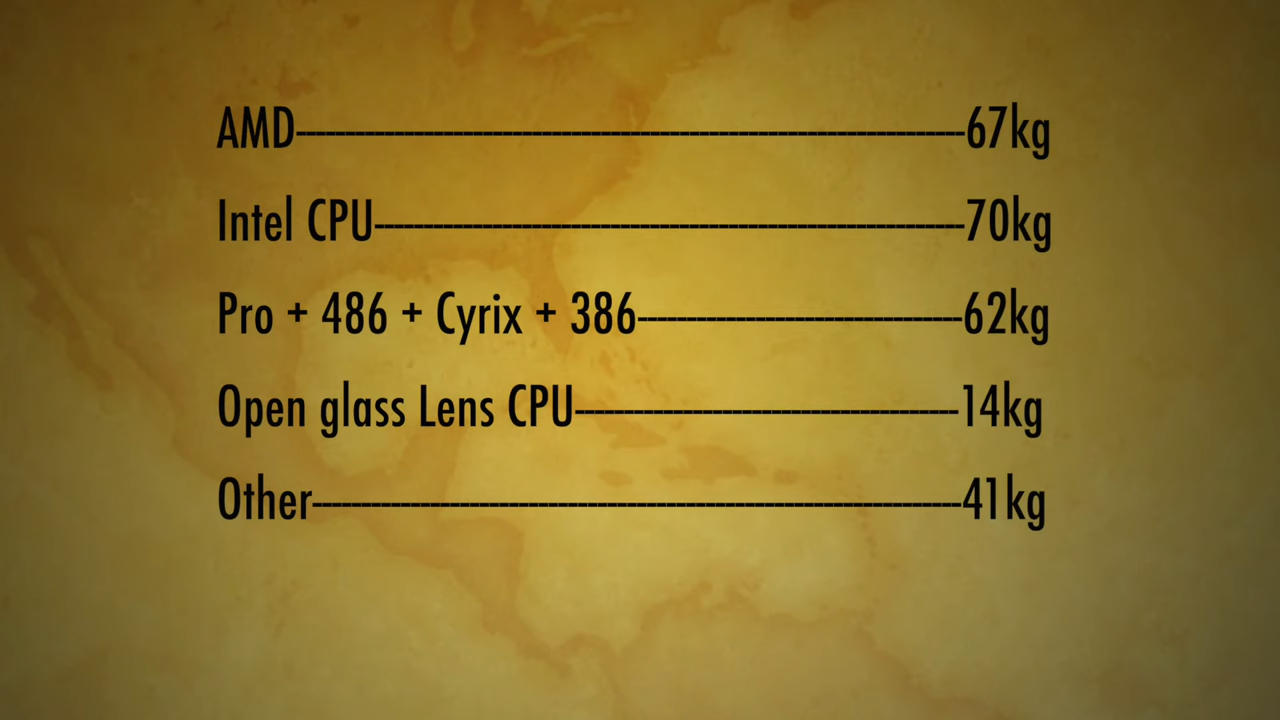 AMD--------------------------------------------------------------------67kg
Intel CPU------------------------------------------------------------70kg
Pro + 486 + Cyrix + 386---------------------------------62kg
Open glass Lens CPU---------------------------------------14kg
Other------------------------------------------------------------------41kg